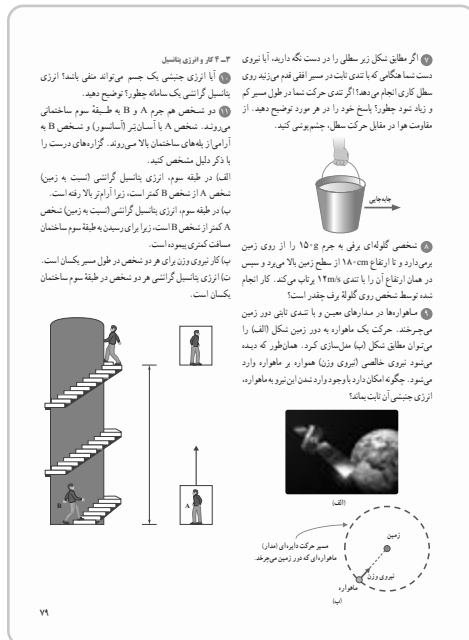 ۷ اگر مطابق شکل زیر سطلی را در دست نگه دارید، آیا نیروی
دست شما هنگامی که با تندی ثابت در مسیر افقی قدم می‌زنید روی
سطل کاری انجام می‌دهد؟ اگر تندی حرکت شما در طول مسیر کم
و زیاد شود چطور؟ پاسخ خود را در هر مورد توضیح دهید. از
مقاومت هوا در مقابل حرکت سطل، چشم‌پوشی کنید.
جابه‌جایی
۸ شخصی گلوله‌ای برفی به جرم ۱۵۰g را از روی زمین
برمی‌دارد و تا ارتفاع ۱۸۰cm از سطح زمین بالا می‌برد و سپس
در همان ارتفاع آن را با تندی ۱۲m/s پرتاب می‌کند. کار انجام
شده توسط شخص روی گلولهٔ برف چقدر است؟
۹ ماهواره‌ها در مدارهای معین و با تندی ثابتی دور زمین
می‌چرخند. حرکت یک ماهواره به دور زمین شکل (الف) را
می‌توان مطابق شکل (ب) مدل‌سازی کرد. همان‌طور که دیده
می‌شود نیروی خالصی (نیروی وزن) همواره بر ماهواره وارد
می‌شود. چگونه امکان دارد با وجود وارد شدن این نیرو به ماهواره،
انرژی جنبشی آن ثابت بماند؟
(الف)
زمین
مسیر حرکت دایره‌ای (مدار)
ماهواره‌ای که دور زمین می‌چرخد.
نیروی وزن
ماهواره
(ب)
۳ــ۴ کار و انرژی پتانسیل
۱۰ آیا انرژی جنبشی یک جسم می‌تواند منفی باشد؟ انرژی
پتانسیل گرانشی یک سامانه چطور؟ توضیح دهید.
۱۱ دو شخص هم جرم A و B به طبقهٔ سوم ساختمانی
می‌روند. شخص A با آسان‌بَر (آسانسور) و شخص B به
آرامی از پله‌های ساختمان بالا می‌روند. گزاره‌های درست را
با ذکر دلیل مشخص کنید.
الف) در طبقه سوم، انرژی پتانسیل گرانشی (نسبت به زمین)
شخص A از شخص B کمتر است، زیرا آرام‌تر بالا رفته است.
ب) در طبقه سوم، انرژی پتانسیل گرانشی (نسبت به زمین) شخص
A کمتر از شخص B است، زیرا برای رسیدن به طبقهٔ سوم ساختمان
مسافت کمتری پیموده است.
پ) کار نیروی وزن برای هر دو شخص در طول مسیر یکسان است.
ت) انرژی پتانسیل گرانشی هر دو شخص در طبقهٔ سوم ساختمان
یکسان است.
B
A
۷۹